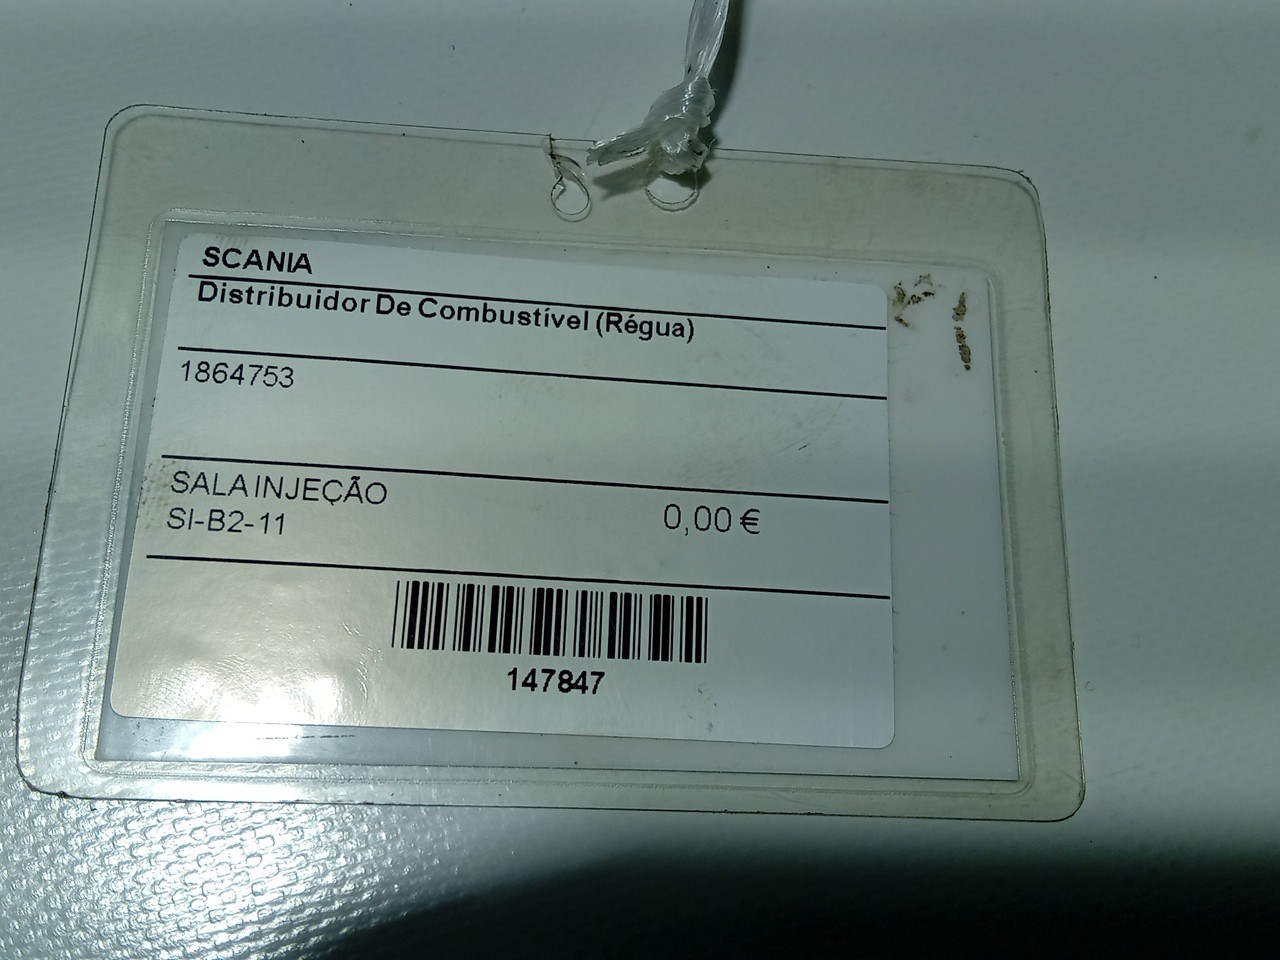 SCANIA
Distribuidor De Combustível (Régua)
1864753
SALA INJEÇÃO
SI-B2-11
0,00 €
147847